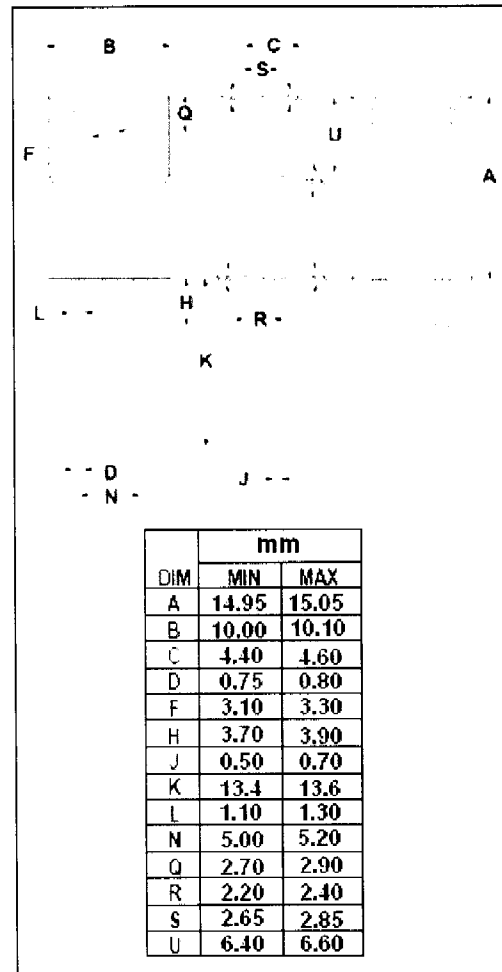 B C
S
Q
U
F
A
H
L R
K
D J
N
mm
DIM MIN MAX
A 14.95 15.05
B 10.00 10.10
C 4.40 4.60
D 0.75 0.80
F 3.10 3.30
H 3.70 3.90
J 0.50 0.70
K 13.4 13.6
L 1.10 1.30
N 5.00 5.20
Q 2.70 2.90
R 2.20 2.40
S 2.65 2.85
U 6.40 6.60